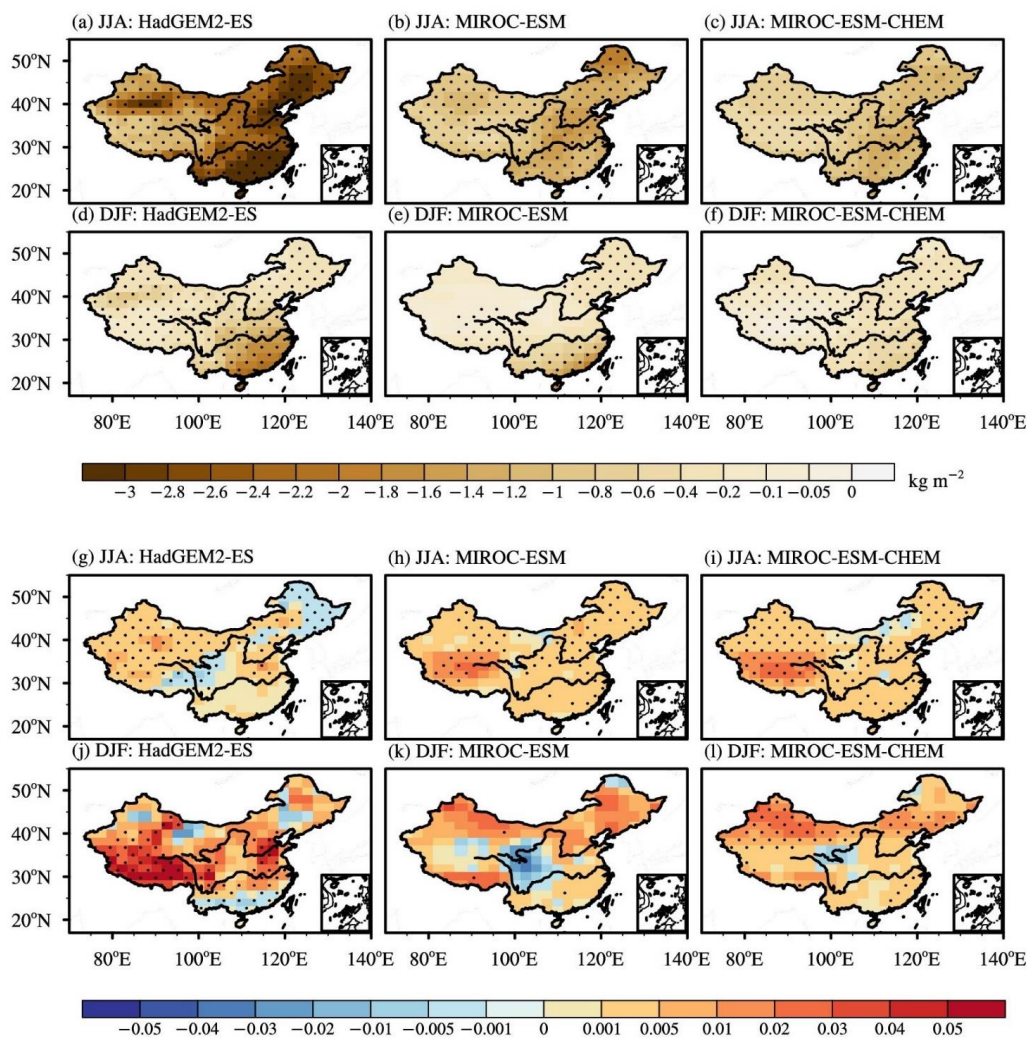 (a) JJA: HadGEM2-ES (b) JJA: MIROC-ESM (c) JJA: MIROC-ESM-CHEM
50°N
40°N
30°N
20°N
(d) DJF: HadGEM2-ES (e) DJF: MIROC-ESM (f) DJF: MIROC-ESM-CHEM
50°N
40°N
30°N
20°N
80°E 100°E 120°E 140°E 80°E 100°E 120°E 140°E 80°E 100°E 120°E 140°E
−3 −2.8 −2.6 −2.4 −2.2 −2 −1.8 −1.6 −1.4 −1.2 −1 −0.8 −0.6 −0.4 −0.2 −0.1 −0.05 0 kg m⁻²
(g) JJA: HadGEM2-ES (h) JJA: MIROC-ESM (i) JJA: MIROC-ESM-CHEM
50°N
40°N
30°N
20°N
(j) DJF: HadGEM2-ES (k) DJF: MIROC-ESM (l) DJF: MIROC-ESM-CHEM
50°N
40°N
30°N
20°N
80°E 100°E 120°E 140°E 80°E 100°E 120°E 140°E 80°E 100°E 120°E 140°E
−0.05 −0.04 −0.03 −0.02 −0.01 −0.005 −0.001 0 0.001 0.005 0.01 0.02 0.03 0.04 0.05